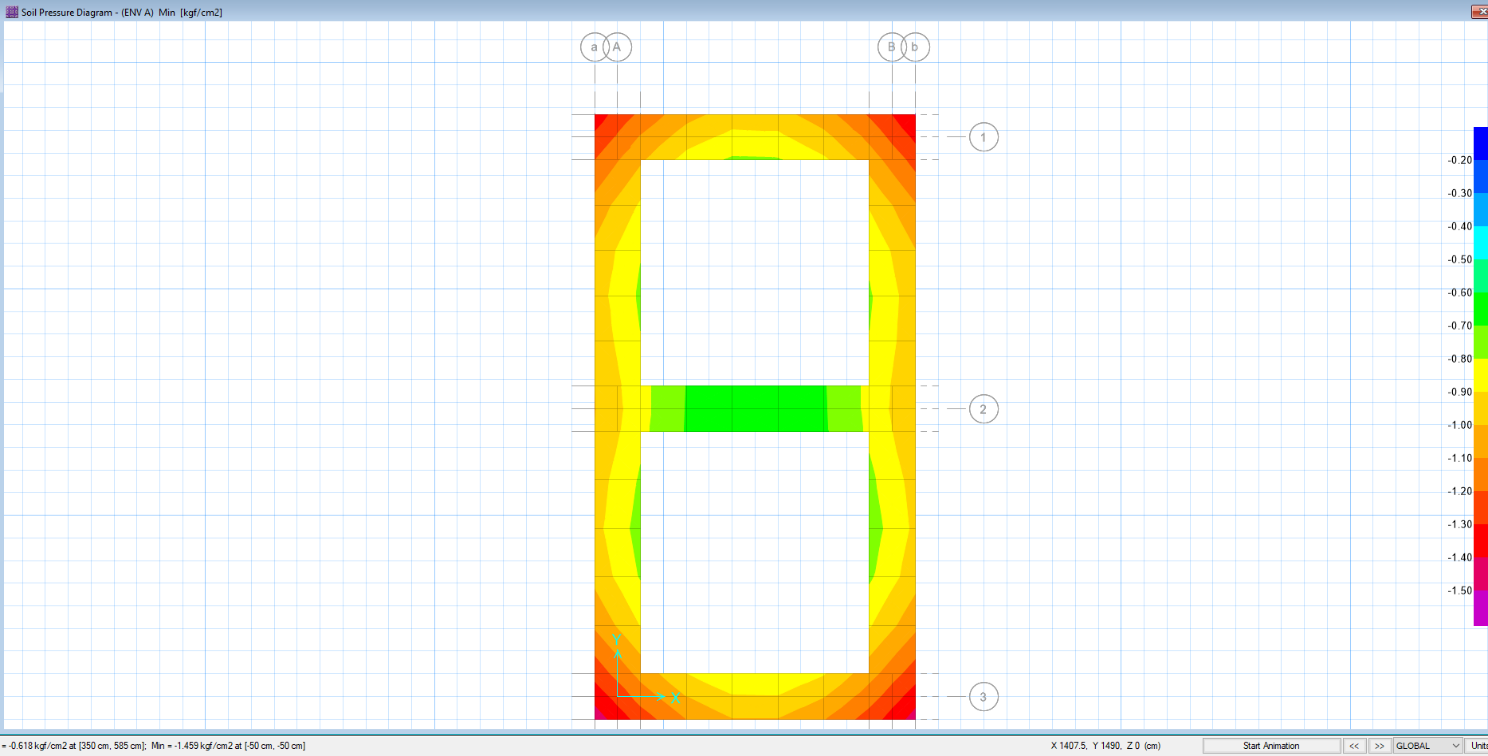 Soil Pressure Diagram - (ENV A) Min [kgf/cm2]
a A B b
1
-0.20
-0.30
-0.40
-0.50
-0.60
-0.70
-0.80
2
-0.90
-1.00
-1.10
-1.20
-1.30
-1.40
-1.50
Y
X
3
= -0.618 kgf/cm2 at [350 cm, 585 cm]; Min = -1.459 kgf/cm2 at [-50 cm, -50 cm]
X 1407.5, Y 1490, Z 0 (cm)
Start Animation
<<
>>
GLOBAL